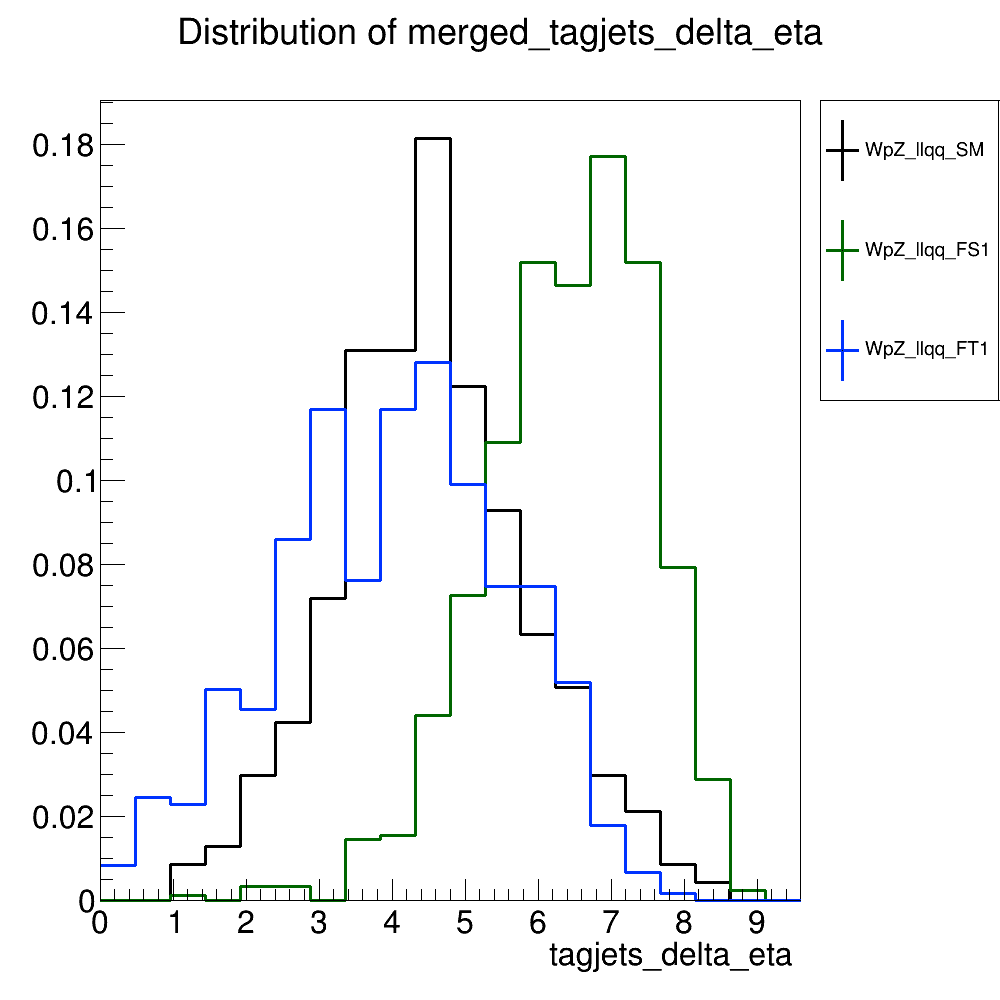 Distribution of merged_tagjets_delta_eta
WpZ_llqq_SM
WpZ_llqq_FS1
WpZ_llqq_FT1
0.18
0.16
0.14
0.12
0.1
0.08
0.06
0.04
0.02
0
0 1 2 3 4 5 6 7 8 9
tagjets_delta_eta